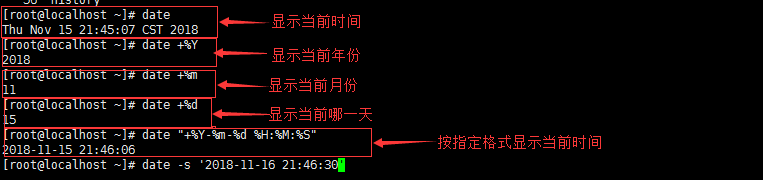 [root@localhost ~]# date
Thu Nov 15 21:45:07 CST 2018
显示当前时间
[root@localhost ~]# date +%Y
2018
显示当前年份
[root@localhost ~]# date +%m
11
显示当前月份
[root@localhost ~]# date +%d
15
显示当前哪一天
[root@localhost ~]# date "+%Y-%m-%d %H:%M:%S"
2018-11-15 21:46:06
按指定格式显示当前时间
[root@localhost ~]# date -s '2018-11-16 21:46:30'